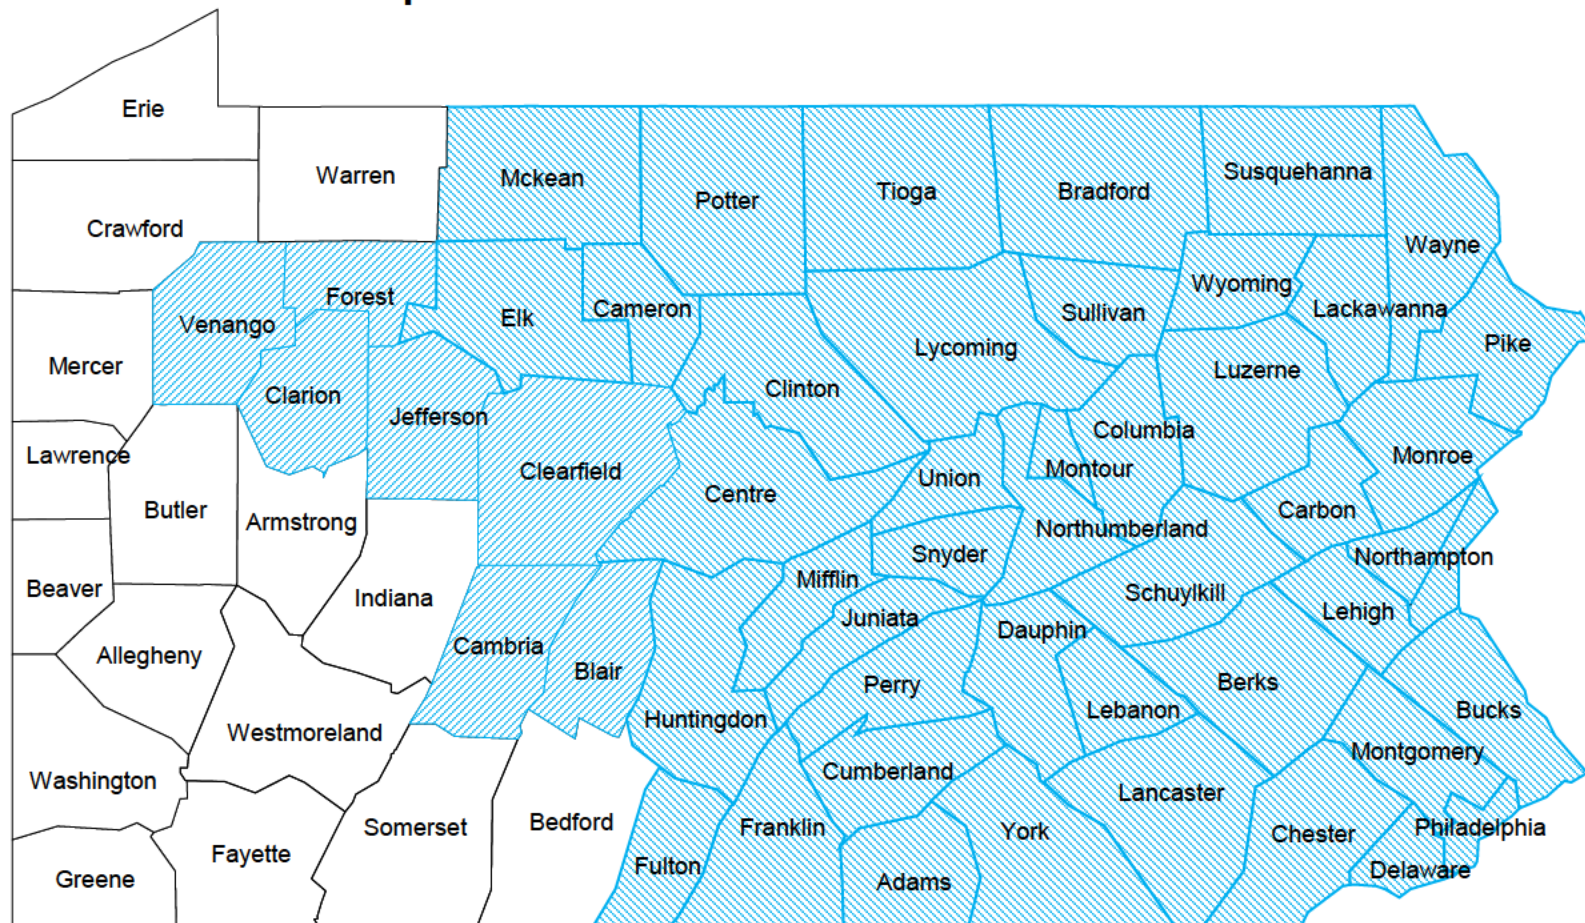 Erie
Warren
Mckean
Potter
Tioga
Bradford
Susquehanna
Crawford
Wayne
Venango
Forest
Elk
Cameron
Sullivan
Wyoming
Lackawanna
Pike
Mercer
Clarion
Jefferson
Clinton
Lycoming
Luzerne
Lawrence
Butler
Armstrong
Clearfield
Centre
Union
Montour
Columbia
Monroe
Carbon
Beaver
Indiana
Snyder
Northumberland
Northampton
Mifflin
Juniata
Schuylkill
Lehigh
Allegheny
Cambria
Blair
Dauphin
Perry
Berks
Westmoreland
Huntingdon
Lebanon
Bucks
Washington
Cumberland
Lancaster
Montgomery
Somerset
Bedford
Franklin
York
Chester
Philadelphia
Greene
Fayette
Fulton
Adams
Delaware